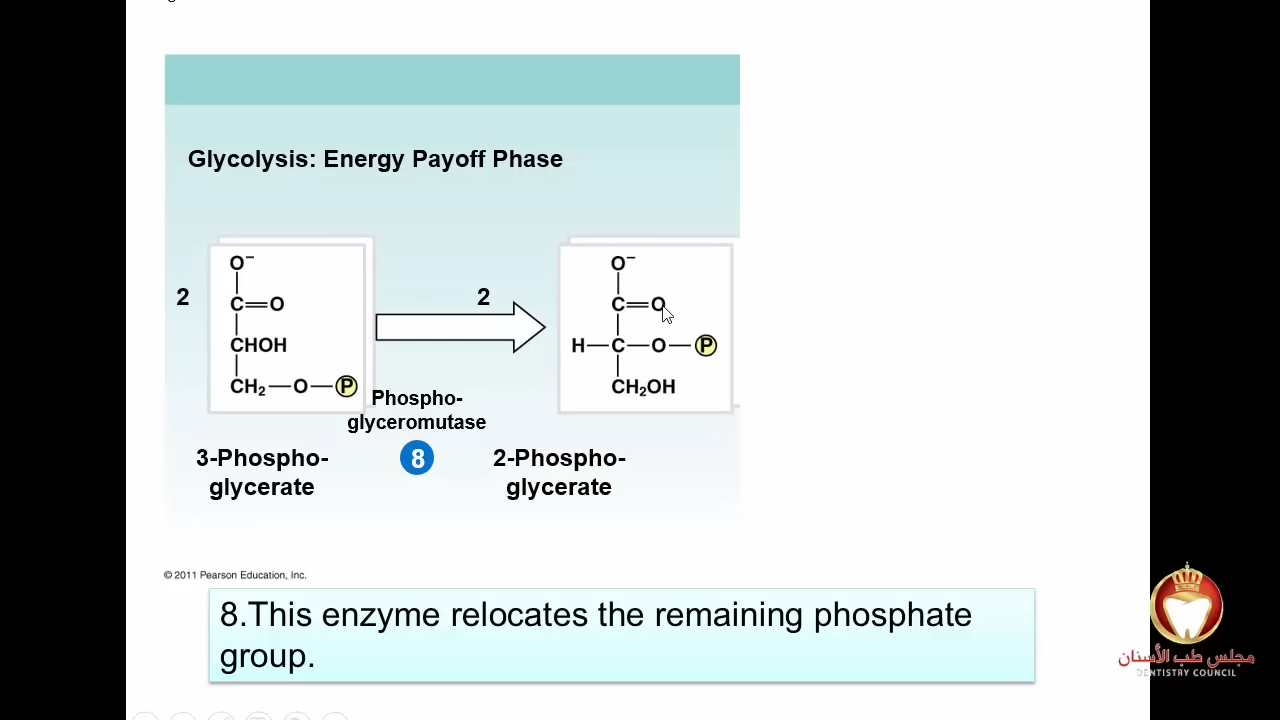 Glycolysis: Energy Payoff Phase
2
O⁻
C=O
CHOH
CH₂—O—P
2
Phospho-
glyceromutase
8
O⁻
C=O
H—C—O—P
CH₂OH
3-Phospho-
glycerate
2-Phospho-
glycerate
© 2011 Pearson Education, Inc.
8.This enzyme relocates the remaining phosphate
group.
مجلس طب الأسنان
DENTISTRY COUNCIL